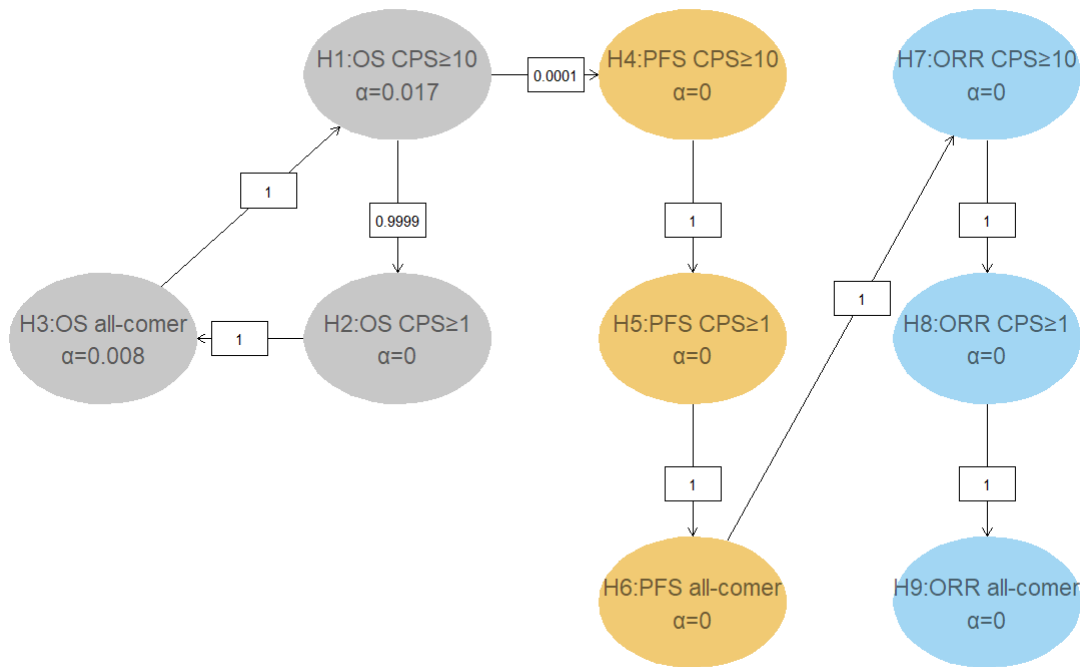 H1:OS CPS≥10
α=0.017
0.0001
H4:PFS CPS≥10
α=0
H7:ORR CPS≥10
α=0
1
0.9999
1
1
H3:OS all-comer
α=0.008
1
H2:OS CPS≥1
α=0
H5:PFS CPS≥1
α=0
1
H8:ORR CPS≥1
α=0
1
1
H6:PFS all-comer
α=0
H9:ORR all-comer
α=0